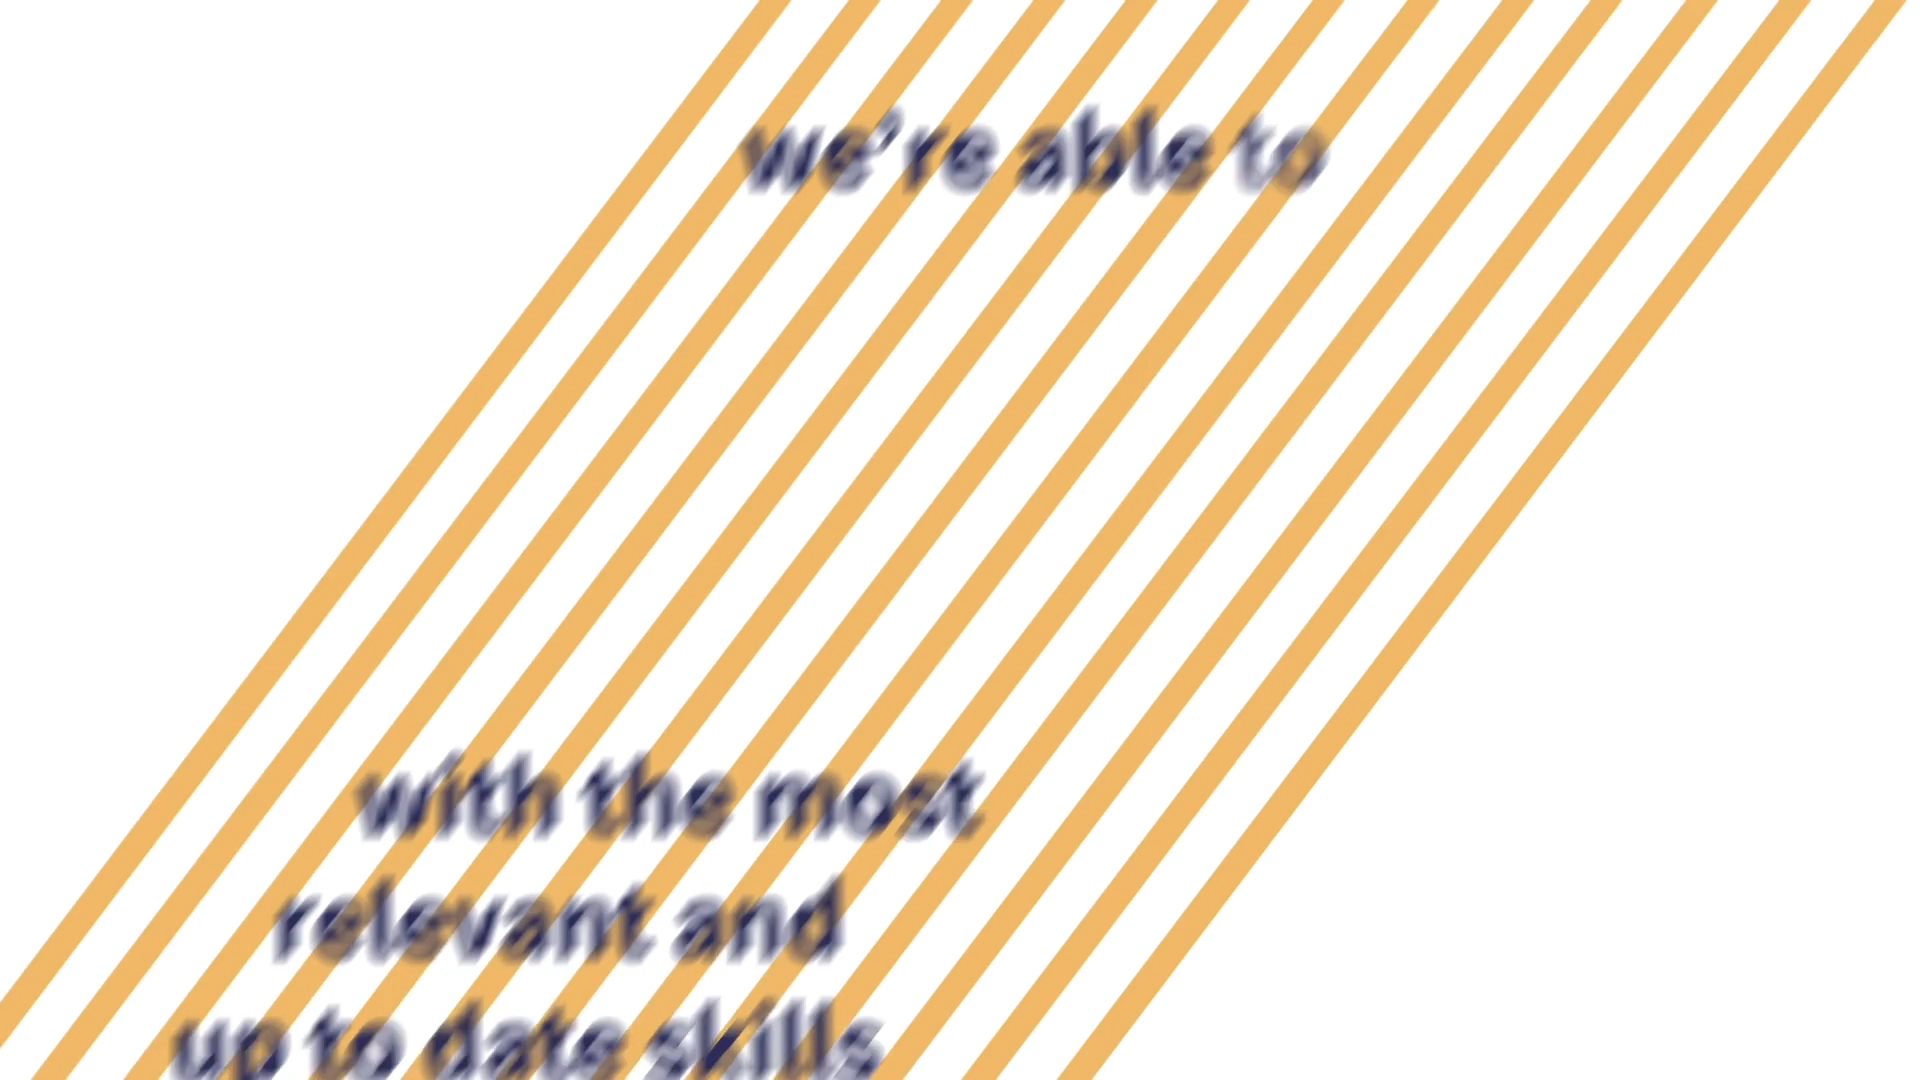 we're able to
with the most
relevant and
up to date skills